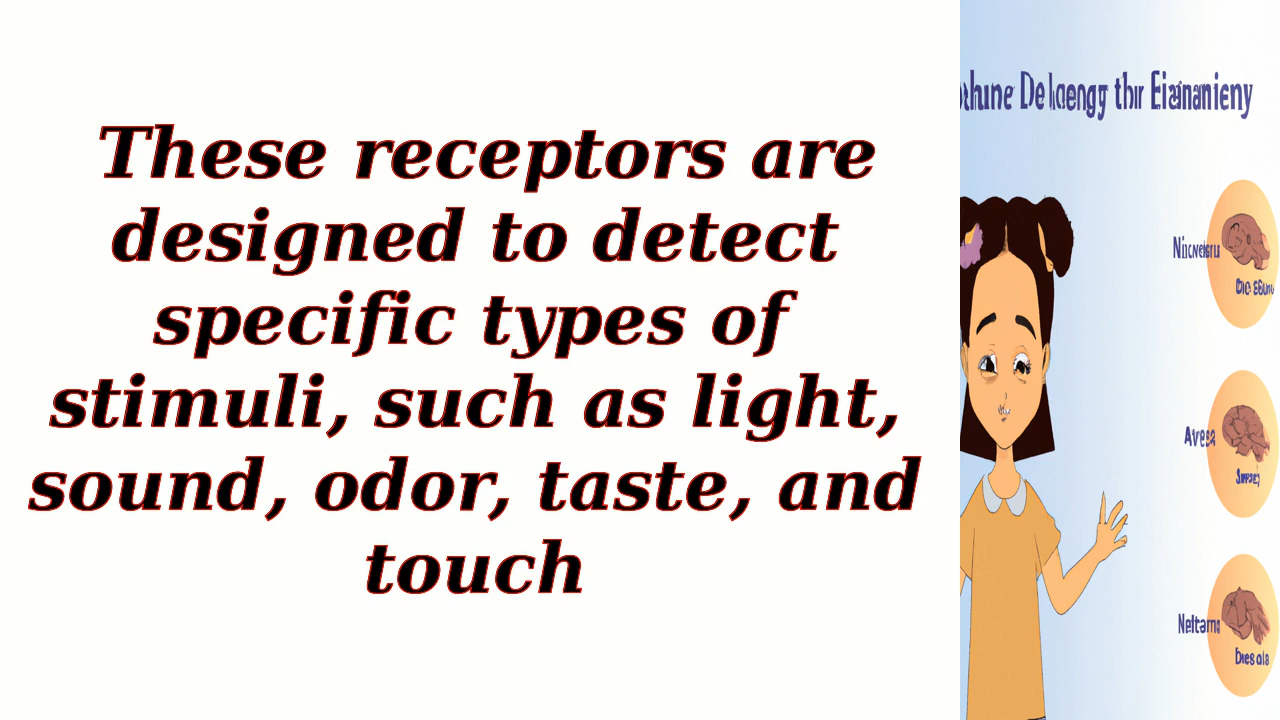 These receptors are
designed to detect
specific types of
stimuli, such as light,
sound, odor, taste, and
touch